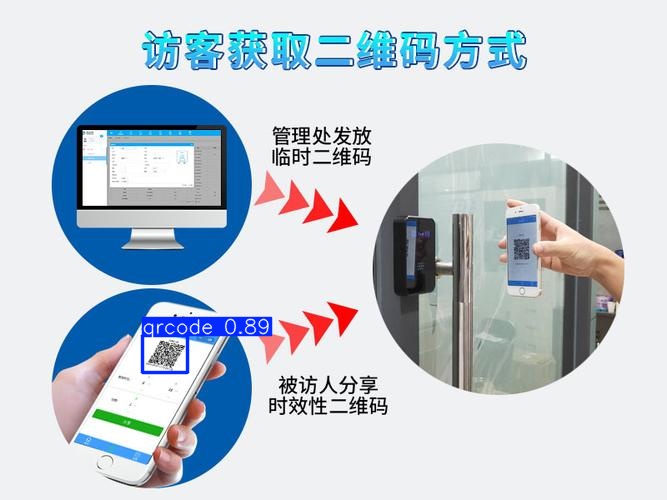 访客获取二维码方式
管理处发放
临时二维码
qrcode 0.89
被访人分享
时效性二维码